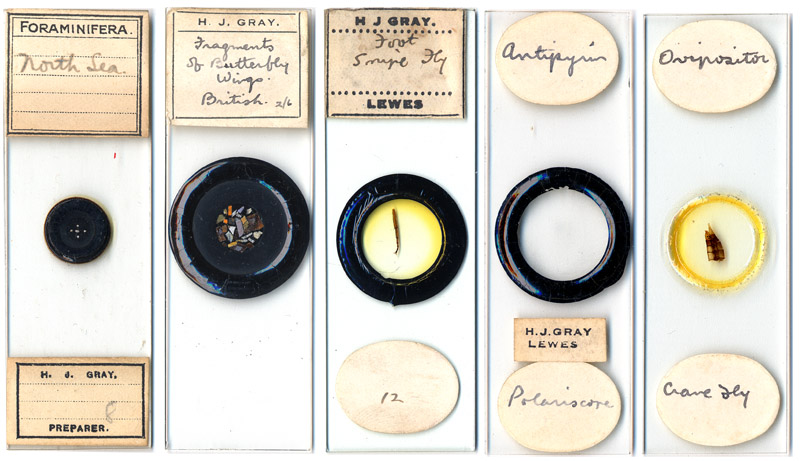 FORAMINIFERA.
North Sea.
H. J. GRAY.
8
PREPARER.
H. J. GRAY.
Fragments
of Butterfly
Wings.
British. 2/6
H J GRAY.
Foot
Snipe Fly
LEWES
12
Antipyrin
H.J.GRAY
LEWES
Polariscope
Ovipositor
Crane Fly